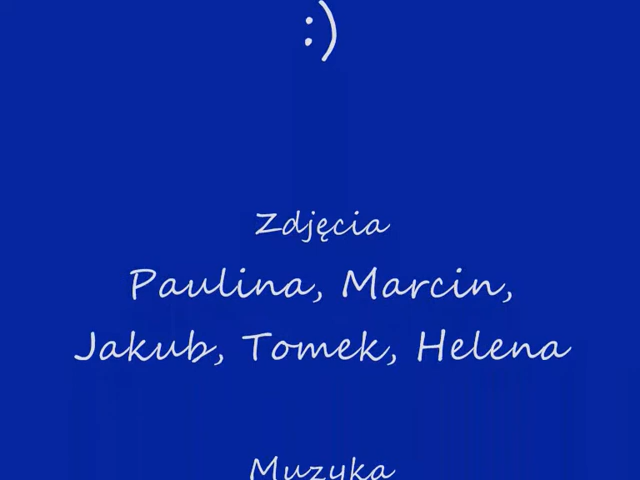 :)
Zdjęcia
Paulina, Marcin,
Jakub, Tomek, Helena
Muzyka